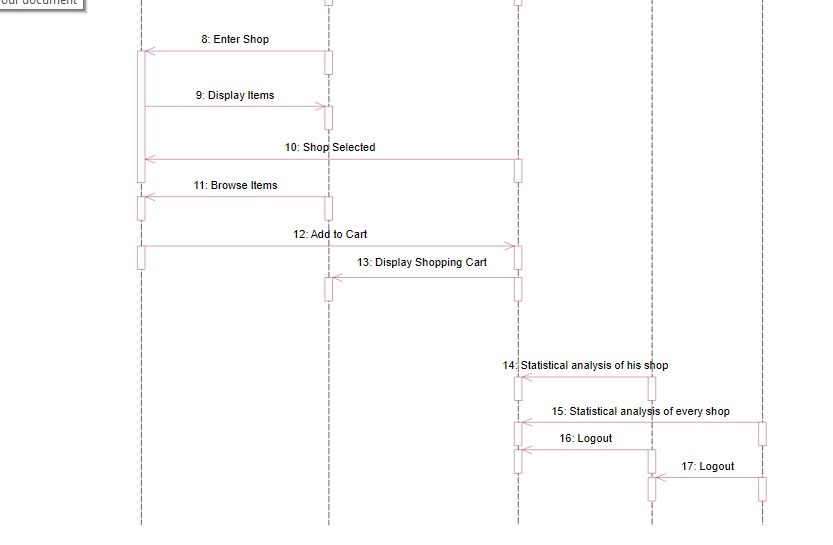 our document
8: Enter Shop
9: Display Items
10: Shop Selected
11: Browse Items
12: Add to Cart
13: Display Shopping Cart
14: Statistical analysis of his shop
15: Statistical analysis of every shop
16: Logout
17: Logout